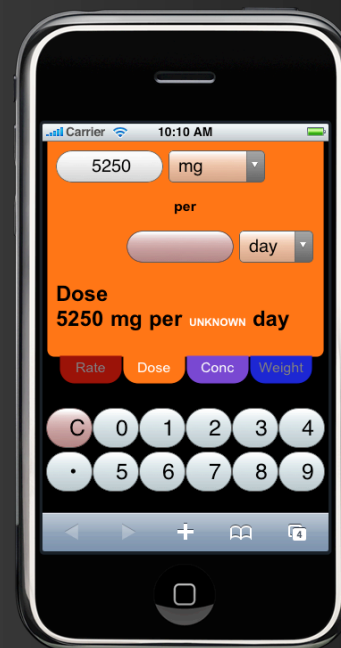 Carrier 10:10 AM
5250 mg
per
day
Dose
5250 mg per UNKNOWN day
Rate Dose Conc Weight
C 0 1 2 3 4
. 5 6 7 8 9
4